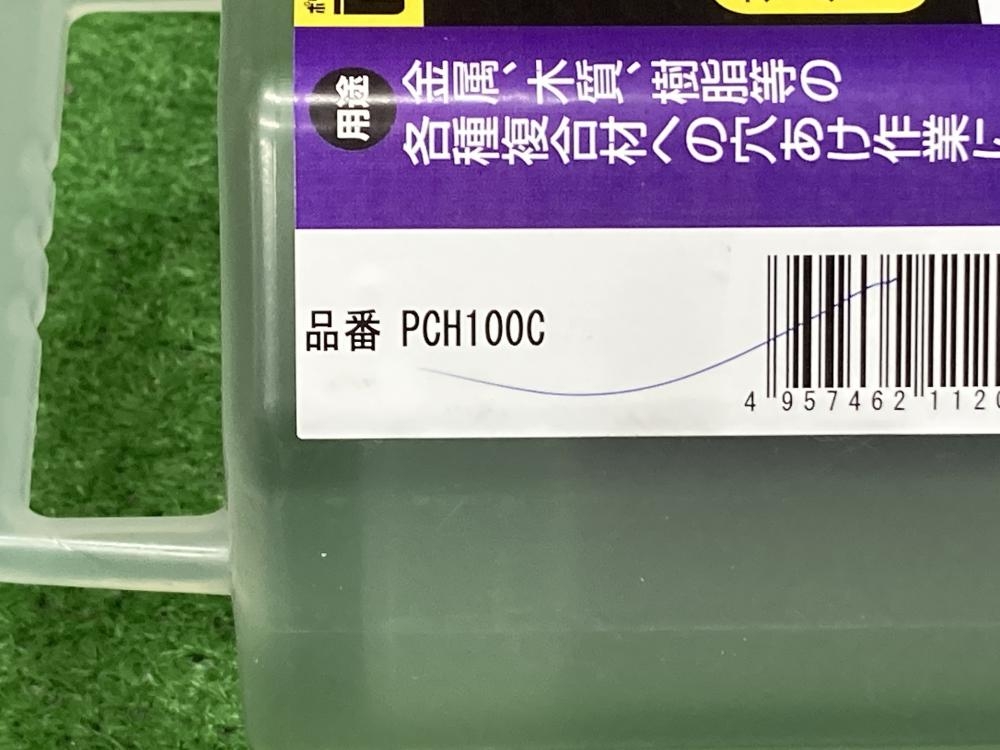 用途
金属、木質、樹脂等の
各種複合材への穴あけ作業に
品番 PCH100C
4 957462 112